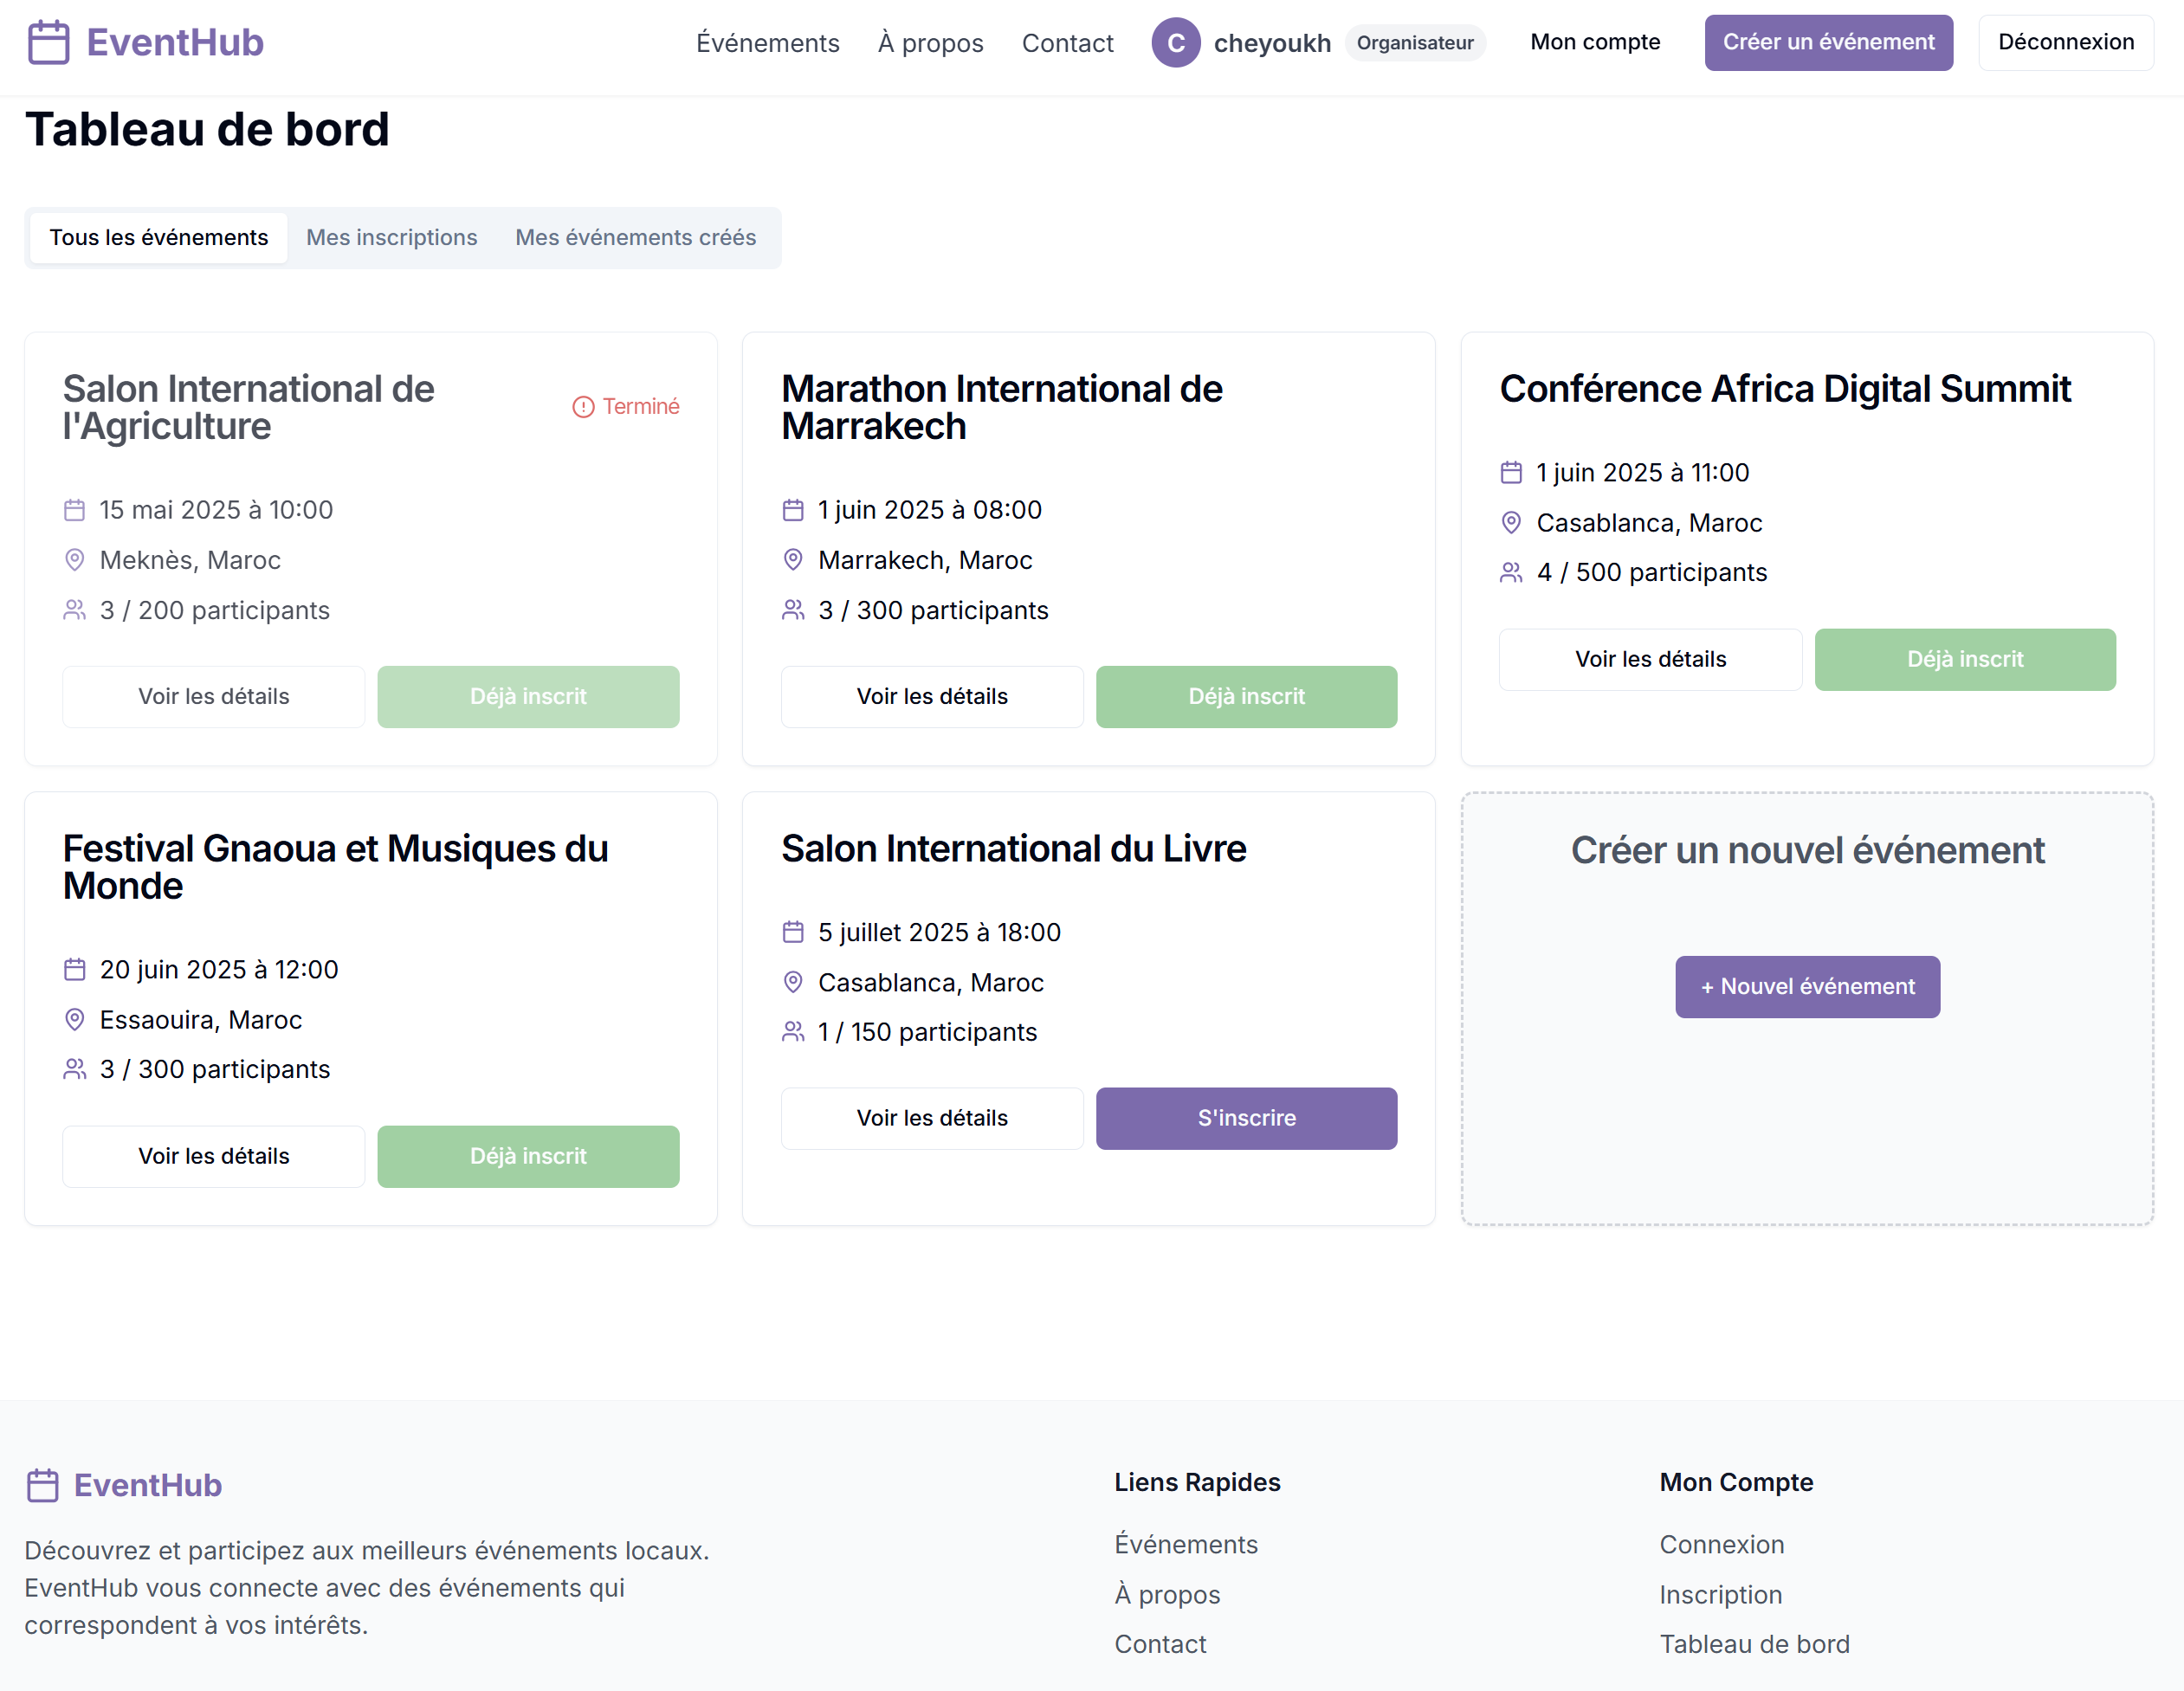 EventHub
Événements
À propos
Contact
C
cheyoukh
Organisateur
Mon compte
Créer un événement
Déconnexion
Tableau de bord
Tous les événements
Mes inscriptions
Mes événements créés
Salon International de
l'Agriculture
Terminé
15 mai 2025 à 10:00
Meknès, Maroc
3 / 200 participants
Voir les détails
Déjà inscrit
Marathon International de
Marrakech
1 juin 2025 à 08:00
Marrakech, Maroc
3 / 300 participants
Voir les détails
Déjà inscrit
Conférence Africa Digital Summit
1 juin 2025 à 11:00
Casablanca, Maroc
4 / 500 participants
Voir les détails
Déjà inscrit
Festival Gnaoua et Musiques du
Monde
20 juin 2025 à 12:00
Essaouira, Maroc
3 / 300 participants
Voir les détails
Déjà inscrit
Salon International du Livre
5 juillet 2025 à 18:00
Casablanca, Maroc
1 / 150 participants
Voir les détails
S'inscrire
Créer un nouvel événement
+ Nouvel événement
EventHub
Découvrez et participez aux meilleurs événements locaux.
EventHub vous connecte avec des événements qui
correspondent à vos intérêts.
Liens Rapides
Événements
À propos
Contact
Mon Compte
Connexion
Inscription
Tableau de bord